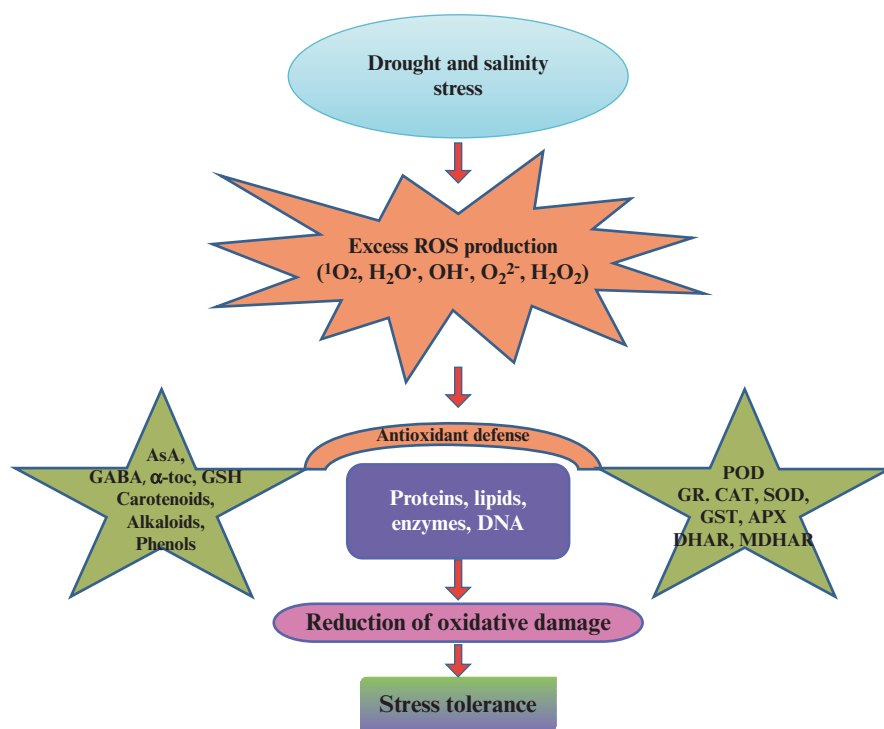 Drought and salinity
stress
Excess ROS production
(¹O₂, H₂O·, OH·, O₂²⁻, H₂O₂)
Antioxidant defense
AsA,
GABA, α-toc, GSH
Carotenoids,
Alkaloids,
Phenols
Proteins, lipids,
enzymes, DNA
POD
GR. CAT, SOD,
GST, APX
DHAR, MDHAR
Reduction of oxidative damage
Stress tolerance